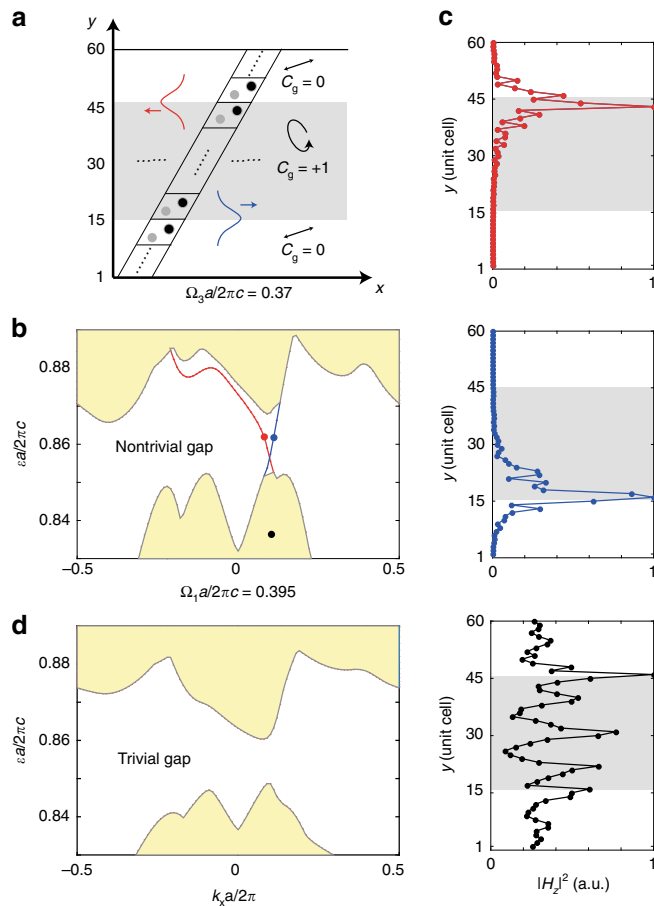 a
y
60
45
30
15
1
C_g = 0
C_g = +1
C_g = 0
x
Ω_3a/2πc = 0.37
b
εa/2πc
0.88
0.86
0.84
Nontrivial gap
−0.5
0
0.5
Ω_1a/2πc = 0.395
d
εa/2πc
0.88
0.86
0.84
Trivial gap
−0.5
0
0.5
k_xa/2π
c
y (unit cell)
60
45
30
15
1
0
1
y (unit cell)
60
45
30
15
1
0
1
y (unit cell)
60
45
30
15
1
0
1
|H_z|² (a.u.)